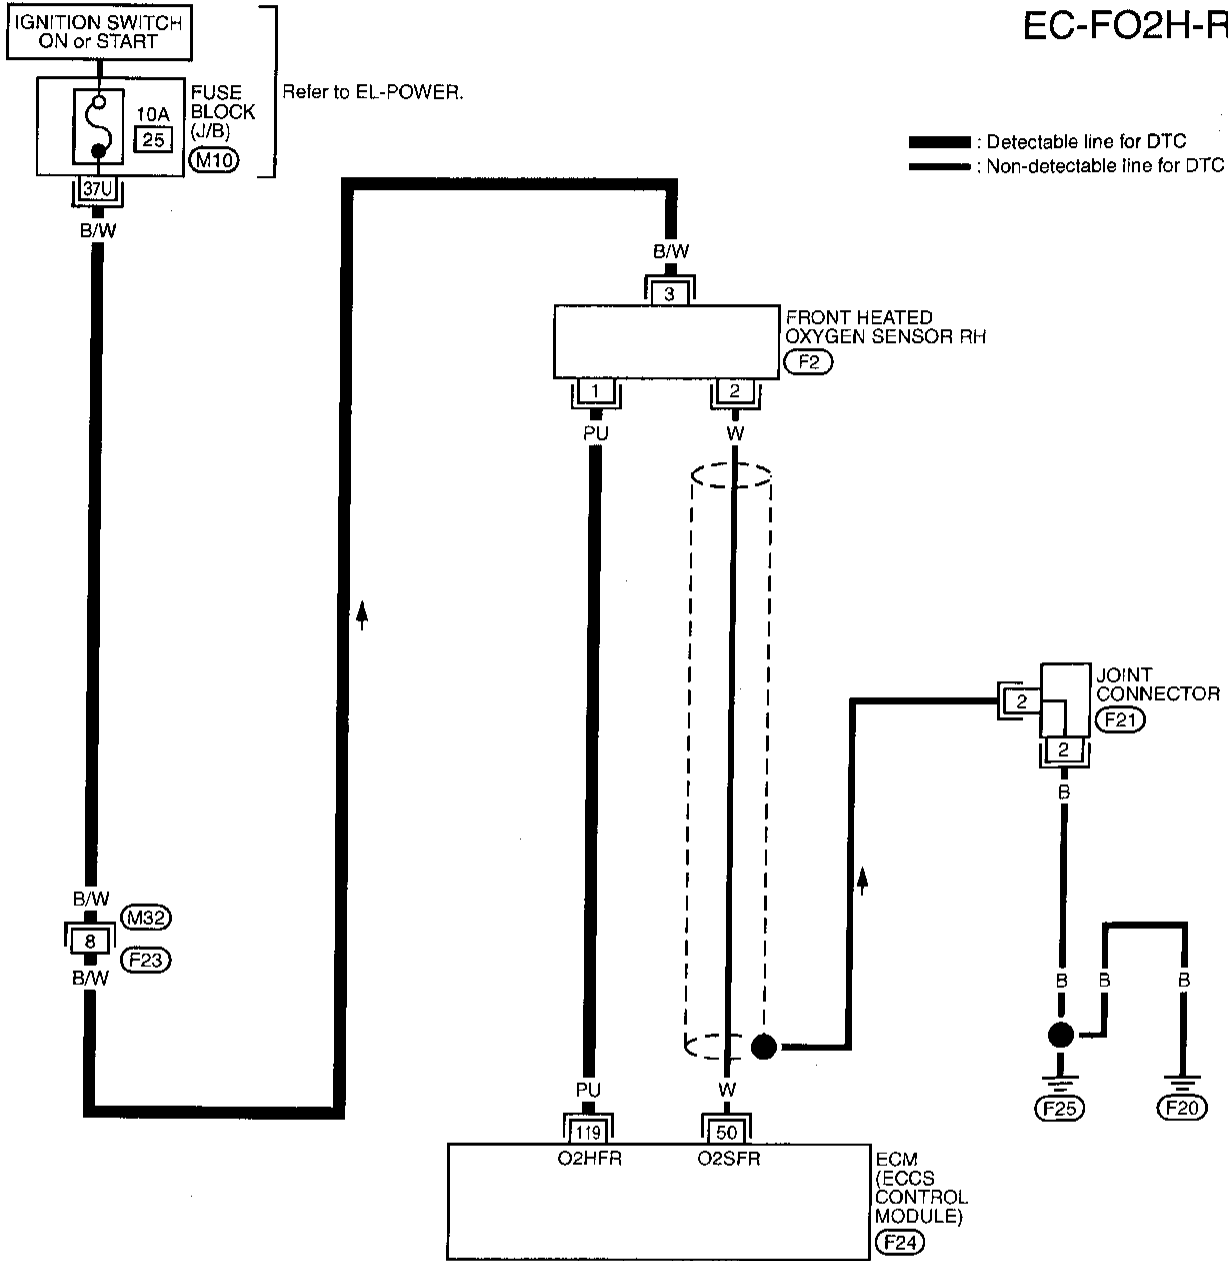 IGNITION SWITCH
ON or START
EC-FO2H-R
FUSE
BLOCK
(J/B)
M10
10A
25
Refer to EL-POWER.
: Detectable line for DTC
: Non-detectable line for DTC
37U
B/W
B/W
3
FRONT HEATED
OXYGEN SENSOR RH
F2
1
2
PU
W
JOINT
CONNECTOR
F21
2
2
B
B/W
M32
8
F23
B/W
B
B
B
PU
W
F25
F20
119
50
O2HFR
O2SFR
ECM
(ECCS
CONTROL
MODULE)
F24